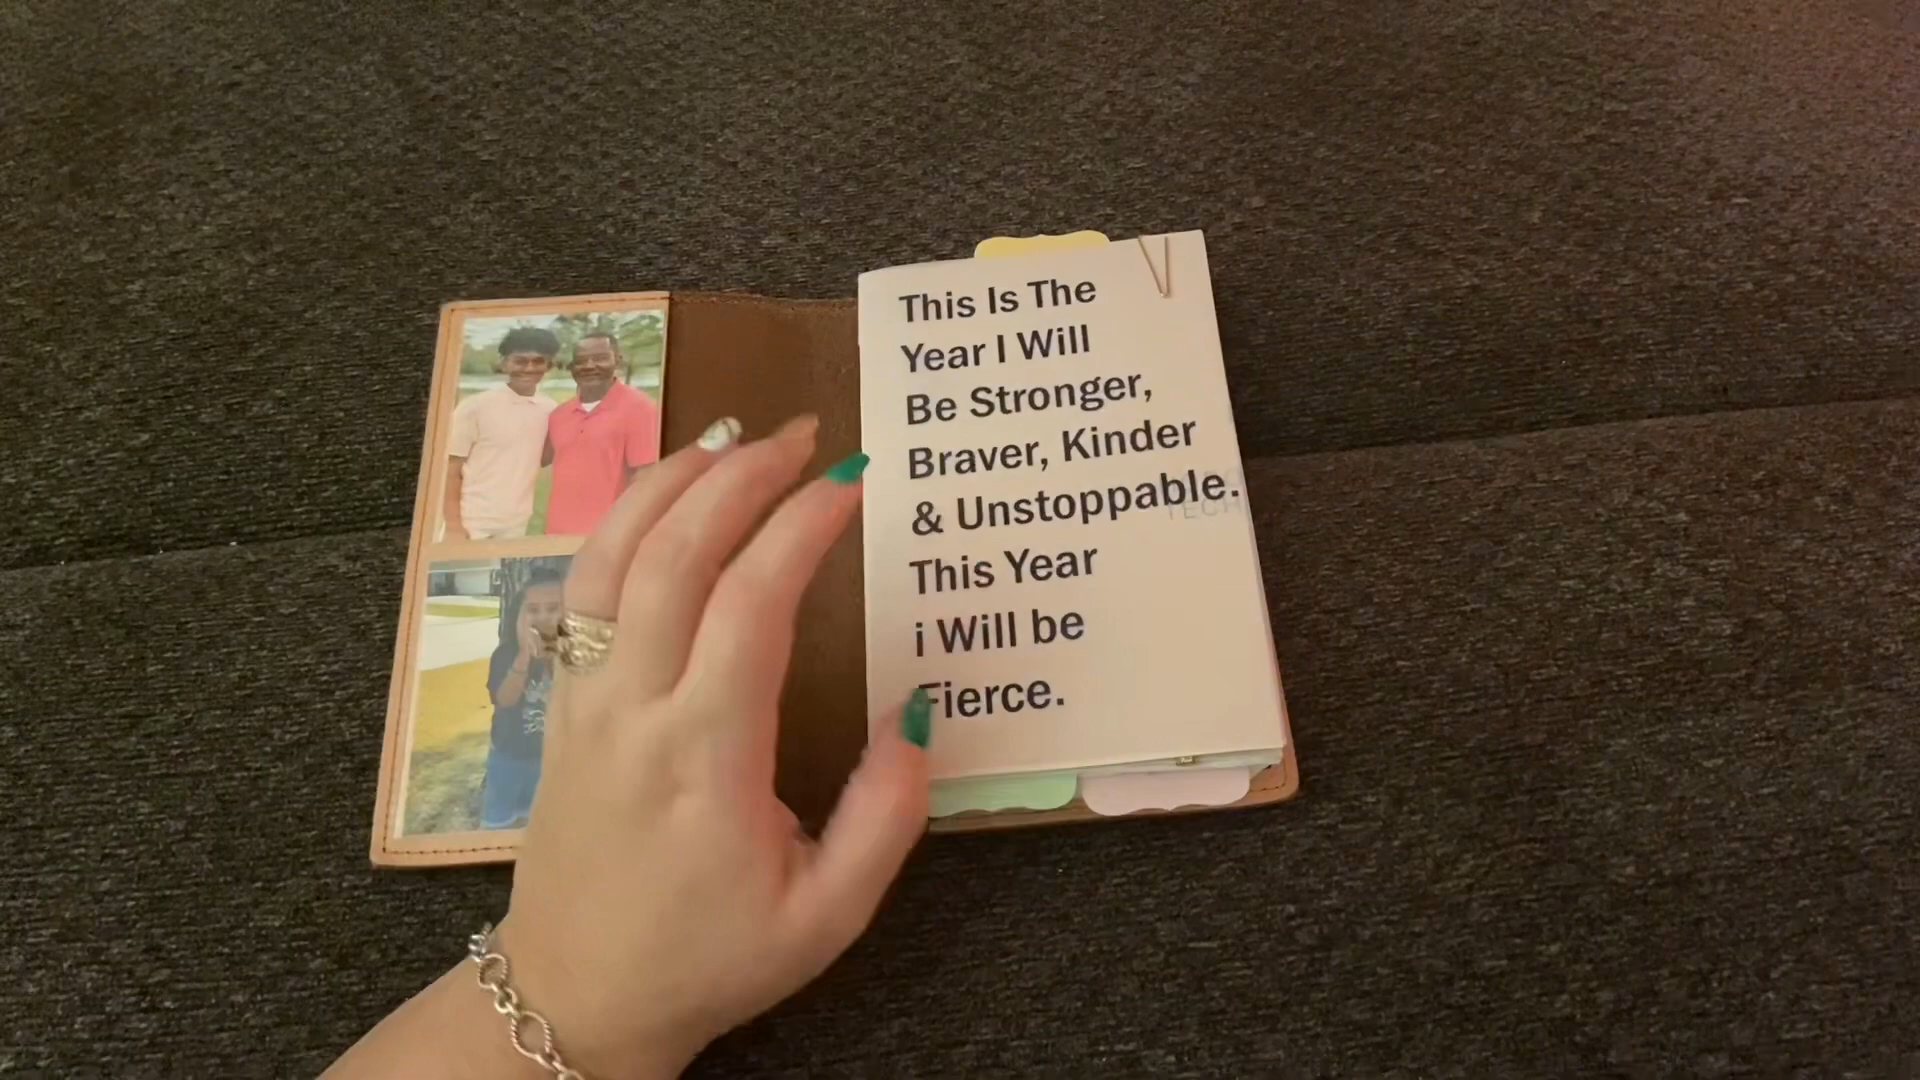 This Is The
Year I Will
Be Stronger,
Braver, Kinder
& Unstoppable.
This Year
i Will be
Fierce.